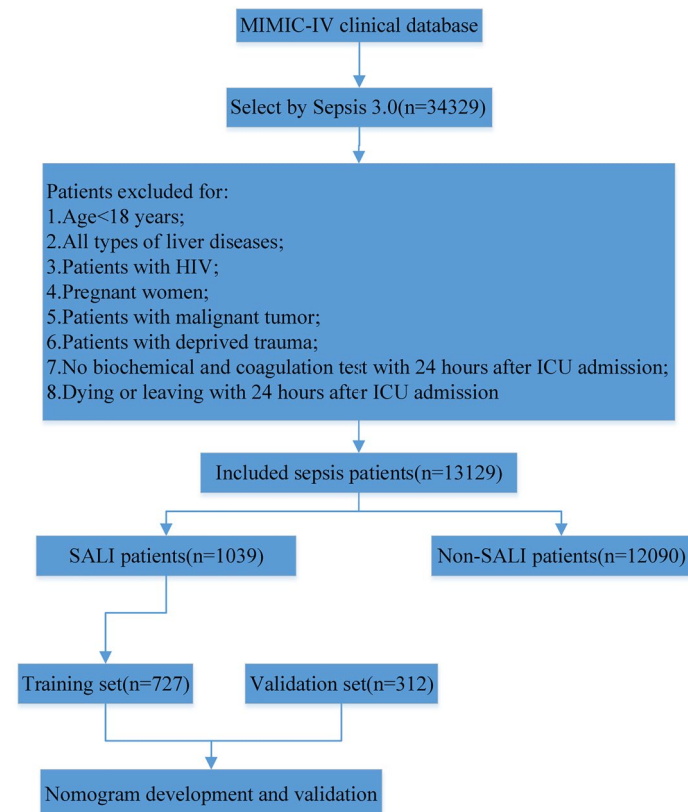 MIMIC-IV clinical database
Select by Sepsis 3.0(n=34329)
Patients excluded for:
1.Age<18 years;
2.All types of liver diseases;
3.Patients with HIV;
4.Pregnant women;
5.Patients with malignant tumor;
6.Patients with deprived trauma;
7.No biochemical and coagulation test with 24 hours after ICU admission;
8.Dying or leaving with 24 hours after ICU admission
Included sepsis patients(n=13129)
SALI patients(n=1039)
Non-SALI patients(n=12090)
Training set(n=727)
Validation set(n=312)
Nomogram development and validation